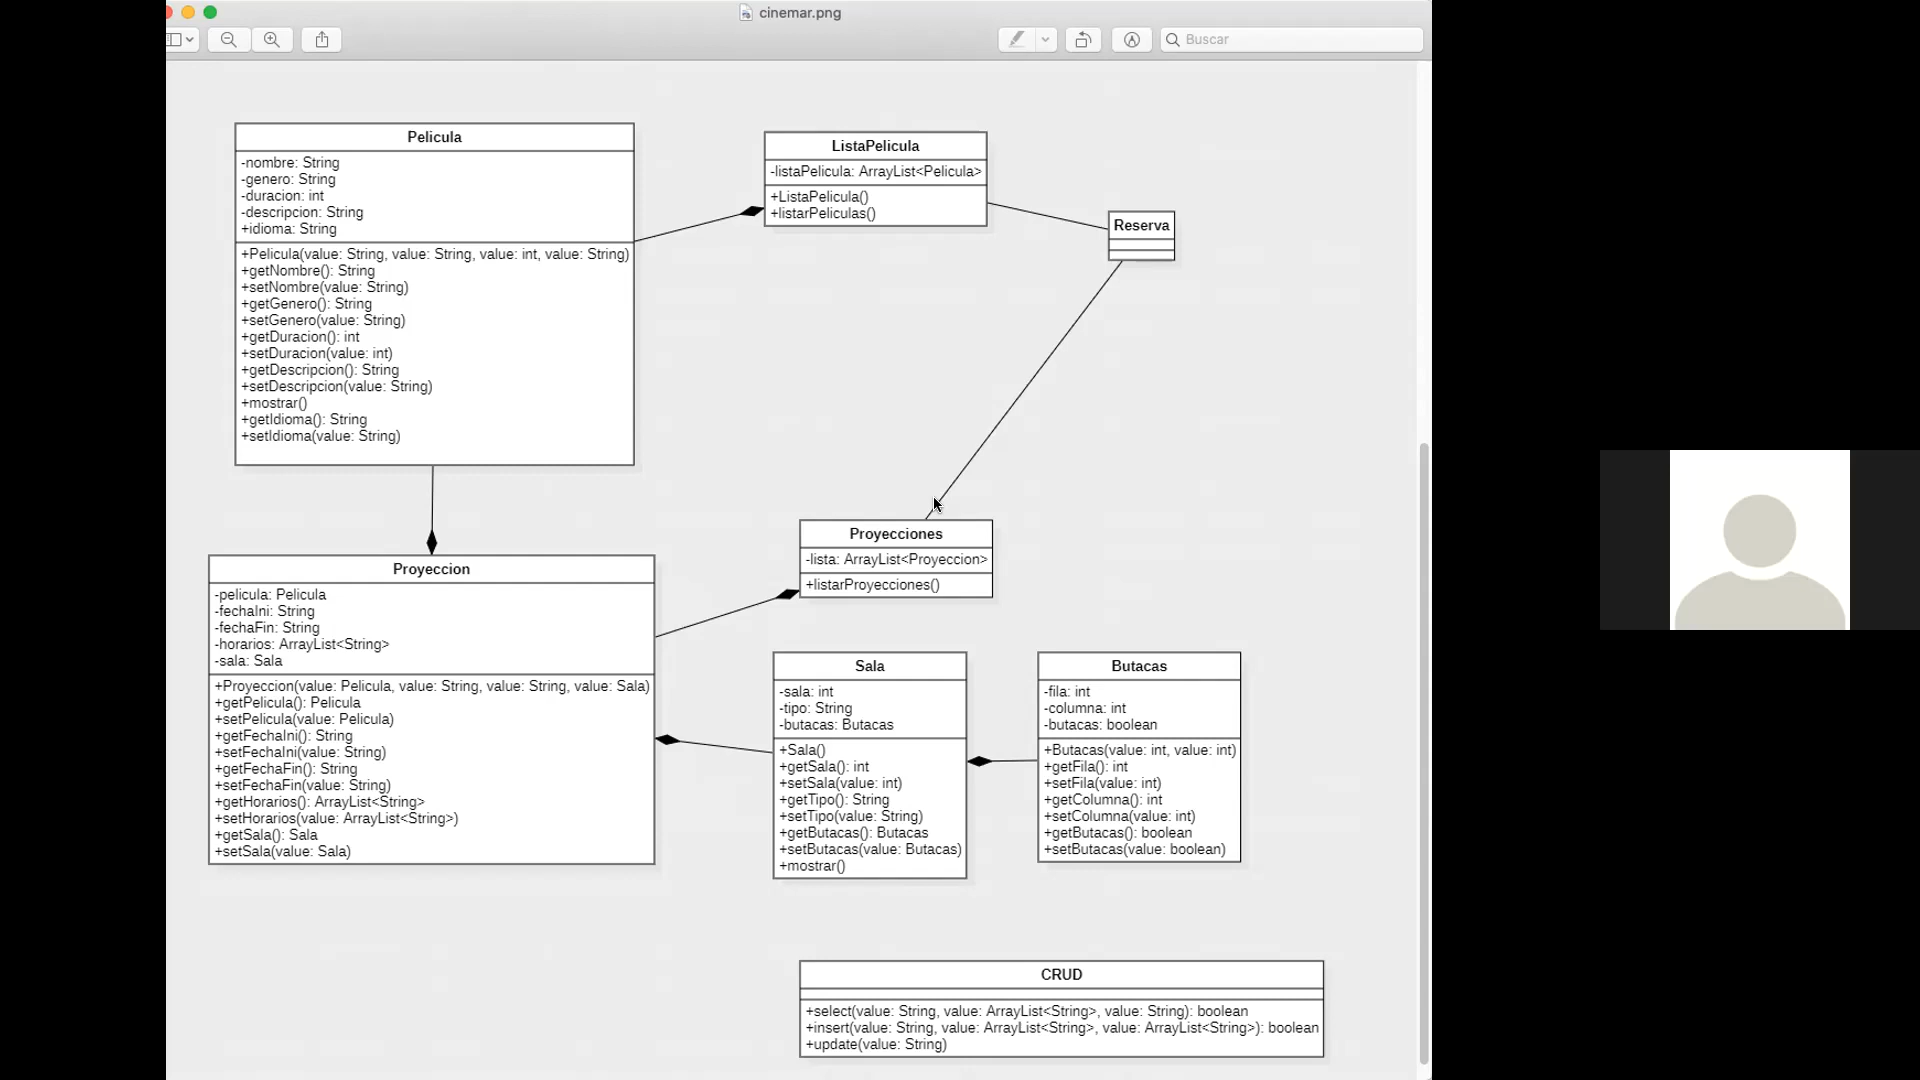 cinemar.png
Buscar
Pelicula
-nombre: String
-genero: String
-duracion: int
-descripcion: String
+idioma: String
+Pelicula(value: String, value: String, value: int, value: String)
+getNombre(): String
+setNombre(value: String)
+getGenero(): String
+setGenero(value: String)
+getDuracion(): int
+setDuracion(value: int)
+getDescripcion(): String
+setDescripcion(value: String)
+mostrar()
+getIdioma(): String
+setIdioma(value: String)
ListaPelicula
-listaPelicula: ArrayList<Pelicula>
+ListaPelicula()
+listarPeliculas()
Reserva
Proyecciones
-lista: ArrayList<Proyeccion>
+listarProyecciones()
Proyeccion
-pelicula: Pelicula
-fechaIni: String
-fechaFin: String
-horarios: ArrayList<String>
-sala: Sala
+Proyeccion(value: Pelicula, value: String, value: String, value: Sala)
+getPelicula(): Pelicula
+setPelicula(value: Pelicula)
+getFechaIni(): String
+setFechaIni(value: String)
+getFechaFin(): String
+setFechaFin(value: String)
+getHorarios(): ArrayList<String>
+setHorarios(value: ArrayList<String>)
+getSala(): Sala
+setSala(value: Sala)
Sala
-sala: int
-tipo: String
-butacas: Butacas
+Sala()
+getSala(): int
+setSala(value: int)
+getTipo(): String
+setTipo(value: String)
+getButacas(): Butacas
+setButacas(value: Butacas)
+mostrar()
Butacas
-fila: int
-columna: int
-butacas: boolean
+Butacas(value: int, value: int)
+getFila(): int
+setFila(value: int)
+getColumna(): int
+setColumna(value: int)
+getButacas(): boolean
+setButacas(value: boolean)
CRUD
+select(value: String, value: ArrayList<String>, value: String): boolean
+insert(value: String, value: ArrayList<String>, value: ArrayList<String>): boolean
+update(value: String)